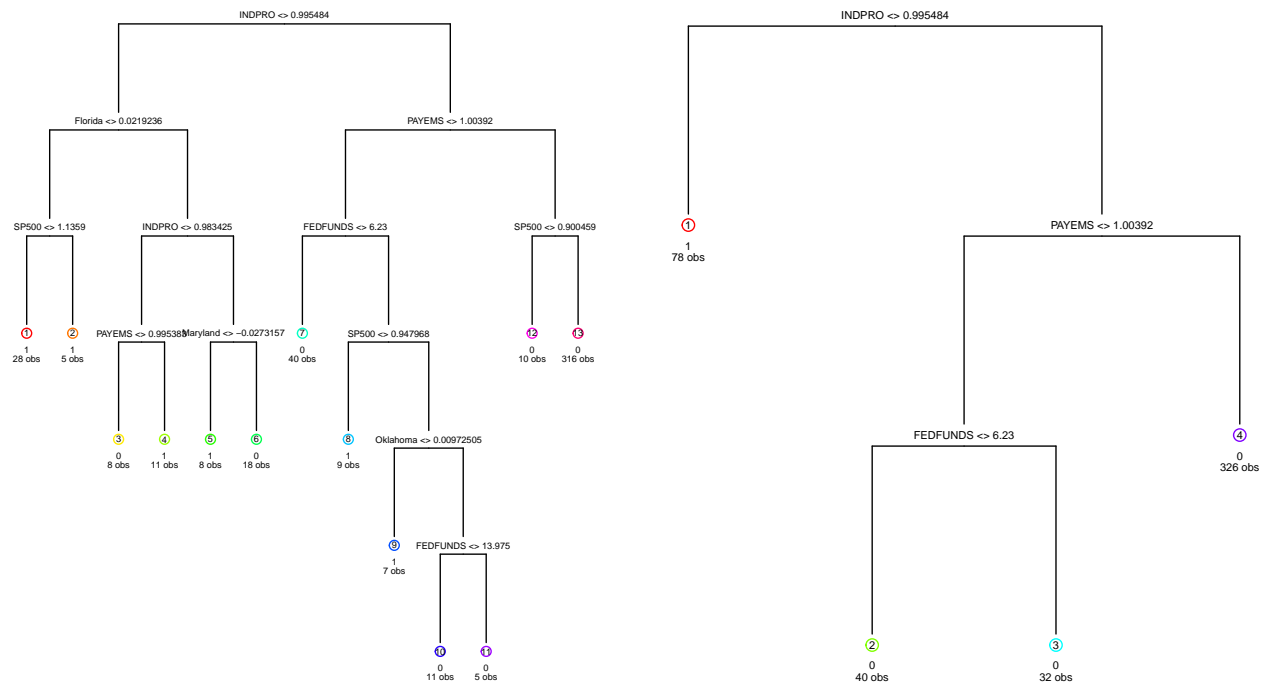 INDPRO <> 0.995484
Florida <> 0.0219236
PAYEMS <> 1.00392
SP500 <> 1.1359
INDPRO <> 0.983425
FEDFUNDS <> 6.23
SP500 <> 0.900459
1
1
28 obs
2
1
5 obs
PAYEMS <> 0.995383
Maryland <> −0.0273157
7
0
40 obs
SP500 <> 0.947968
12
0
10 obs
13
0
316 obs
3
0
8 obs
4
1
11 obs
5
1
8 obs
6
0
18 obs
8
1
9 obs
Oklahoma <> 0.00972505
9
1
7 obs
FEDFUNDS <> 13.975
10
0
11 obs
11
0
5 obs
INDPRO <> 0.995484
1
1
78 obs
PAYEMS <> 1.00392
FEDFUNDS <> 6.23
4
0
326 obs
2
0
40 obs
3
0
32 obs